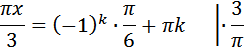 πx/3 = (−1)^k · π/6 + πk |· 3/π